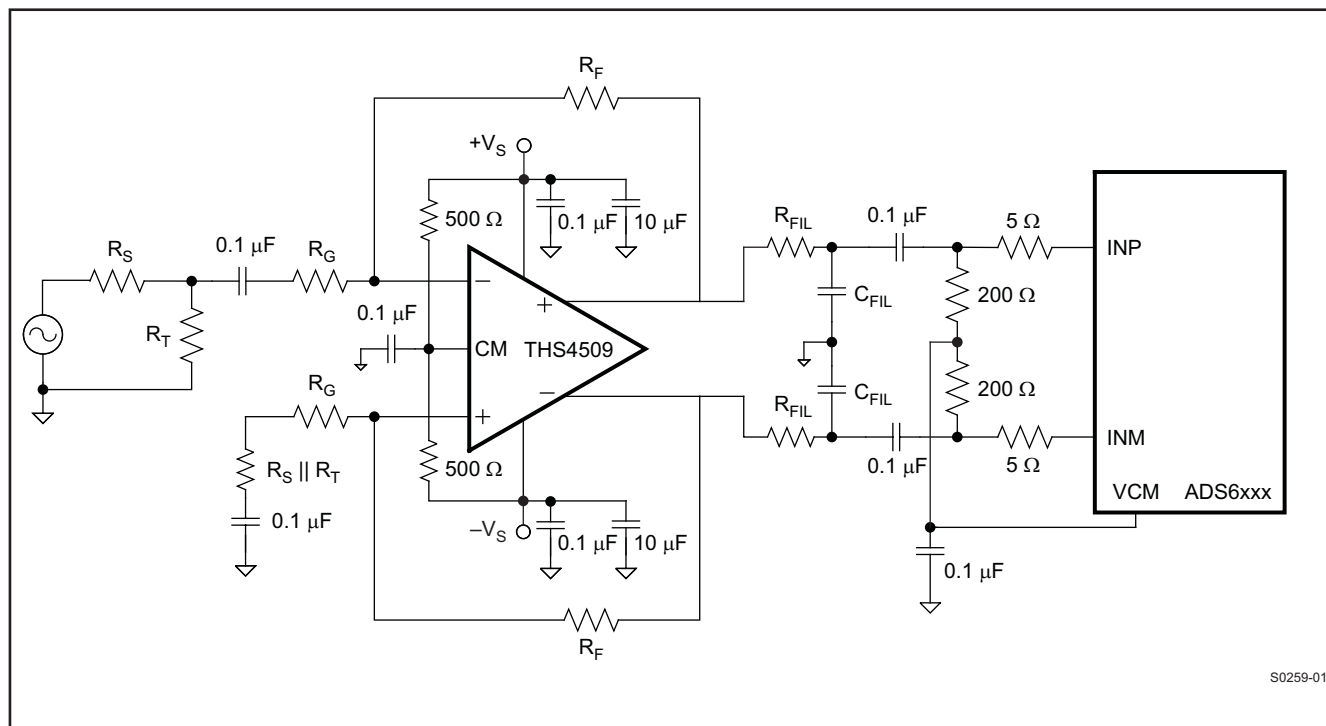 R_F
+V_S
500 Ω
0.1 µF
10 µF
R_FIL
0.1 µF
5 Ω
R_S
0.1 µF
R_G
−
+
INP
C_FIL
200 Ω
R_T
0.1 µF
CM
THS4509
R_G
+
−
R_FIL
C_FIL
200 Ω
INM
R_S || R_T
500 Ω
0.1 µF
5 Ω
0.1 µF
–V_S
0.1 µF
10 µF
VCM
ADS6xxx
0.1 µF
R_F
S0259-01